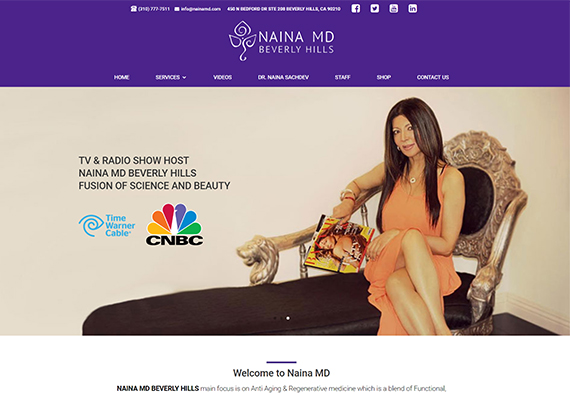 (310) 777-7511 info@nainamd.com 450 N BEDFORD DR STE 208 BEVERLY HILLS, CA 90210
NAINA MD
BEVERLY HILLS
HOME SERVICES VIDEOS DR. NAINA SACHDEV STAFF SHOP CONTACT US
TV & RADIO SHOW HOST
NAINA MD BEVERLY HILLS
FUSION OF SCIENCE AND BEAUTY
Time
Warner
Cable
CNBC
Welcome to Naina MD
NAINA MD BEVERLY HILLS main focus is on Anti Aging & Regenerative medicine which is a blend of Functional,